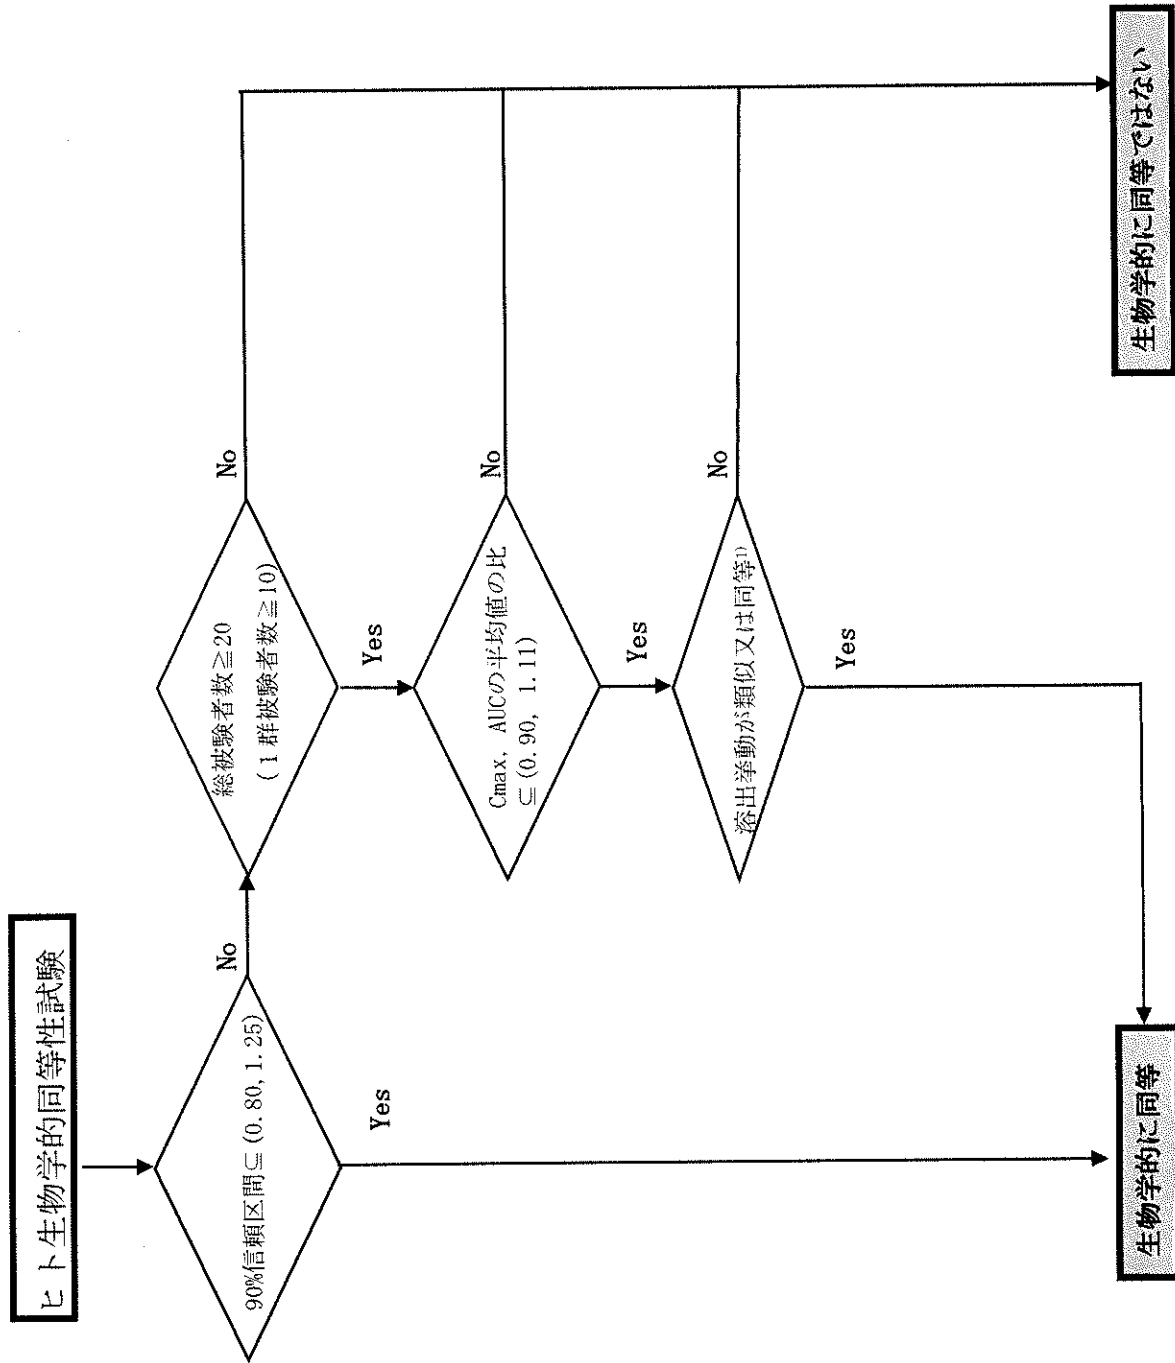 ヒト生物学的同等性試験
90%信頼区間⊆(0.80,1.25)
No
Yes
総被験者数≧20
(1群被験者数≧10)
No
Yes
Cmax, AUCの平均値の比
⊆(0.90, 1.11)
No
Yes
溶出挙動が類似又は同等1)
No
Yes
生物学的に同等
生物学的に同等ではない